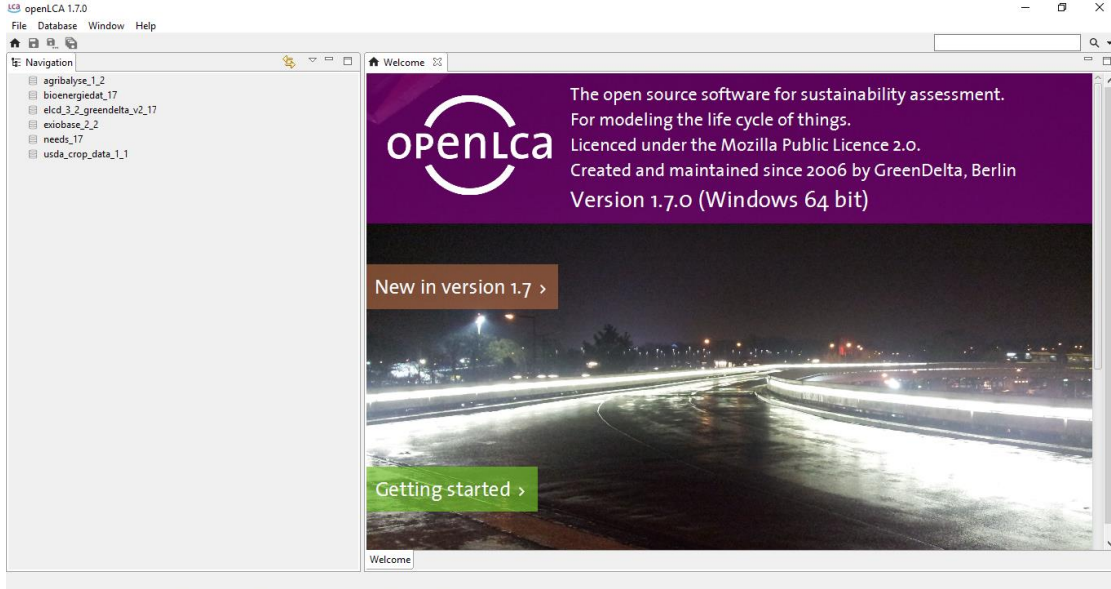 LCa openLCA 1.7.0
File Database Window Help
Navigation
Welcome
agribalyse_1_2
bioenergiedat_17
elcd_3_2_greendelta_v2_17
exiobase_2_2
needs_17
usda_crop_data_1_1
openLca
The open source software for sustainability assessment.
For modeling the life cycle of things.
Licenced under the Mozilla Public Licence 2.0.
Created and maintained since 2006 by GreenDelta, Berlin
Version 1.7.0 (Windows 64 bit)
New in version 1.7 ›
Getting started ›
Welcome